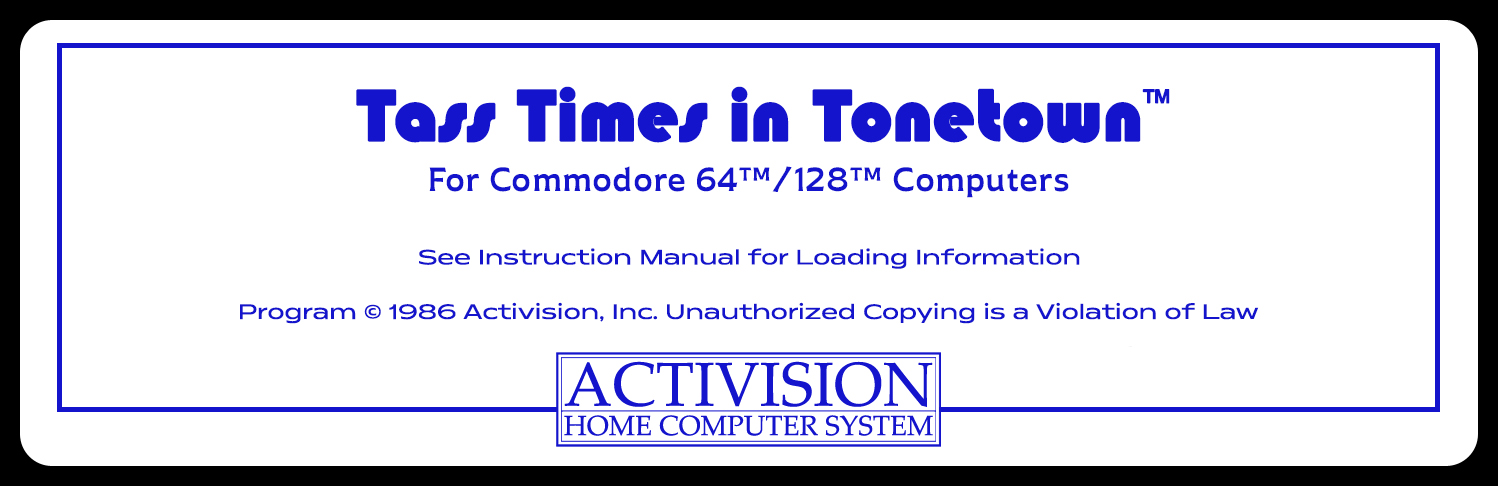 Tass Times in Tonetown™
For Commodore 64™/128™ Computers
See Instruction Manual for Loading Information
Program © 1986 Activision, Inc. Unauthorized Copying is a Violation of Law
ACTIVISION
HOME COMPUTER SYSTEM